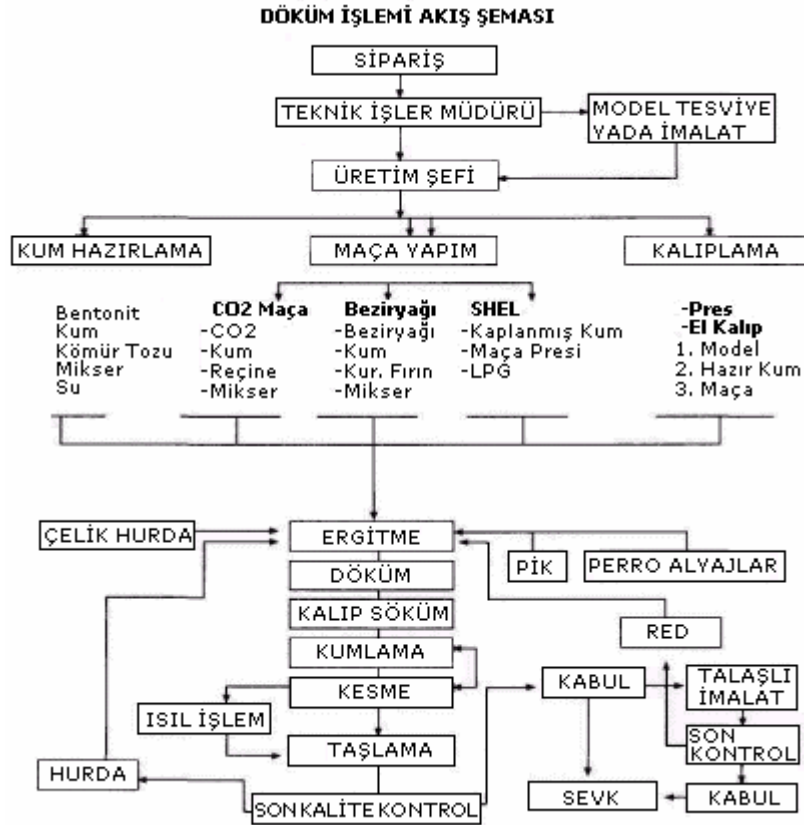 DÖKÜM İŞLEMİ AKIŞ ŞEMASI
SİPARİŞ
TEKNİK İŞLER MÜDÜRÜ
MODEL TESVİYE
YADA İMALAT
ÜRETİM ŞEFİ
KUM HAZIRLAMA
MAÇA YAPIM
KALIPLAMA
Bentonit
Kum
Kömür Tozu
Mikser
Su
CO2 Maça
-CO2
-Kum
-Reçine
-Mikser
Beziryağı
-Beziryağı
-Kum
-Kur. Fırın
-Mikser
SHEL
-Kaplanmış Kum
-Maça Presi
-LPG
-Pres
-El Kalıp
1. Model
2. Hazır Kum
3. Maça
ÇELİK HURDA
ERGİTME
PİK
PERRO ALYAJLAR
DÖKÜM
KALIP SÖKÜM
RED
KUMLAMA
KESME
KABUL
TALAŞLI
İMALAT
ISIL İŞLEM
TAŞLAMA
SON
KONTROL
HURDA
SON KALİTE KONTROL
SEVK
KABUL